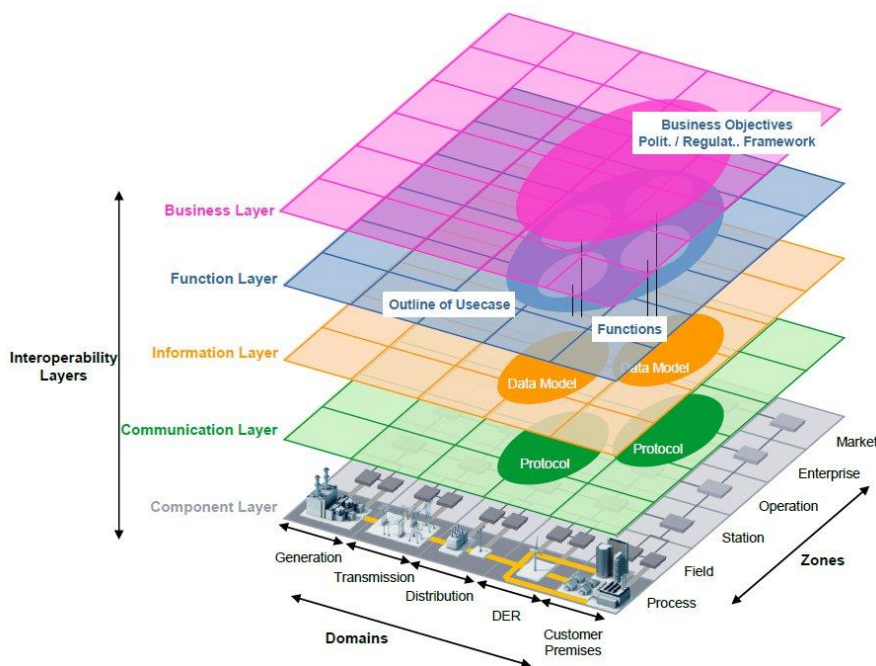 Business Objectives
Polit. / Regulat.. Framework
Business Layer
Function Layer
Outline of Usecase
Functions
Interoperability
Layers
Information Layer
Data Model
Data Model
Communication Layer
Protocol
Protocol
Component Layer
Market
Enterprise
Operation
Station
Field
Process
Zones
Generation
Transmission
Distribution
DER
Customer
Premises
Domains